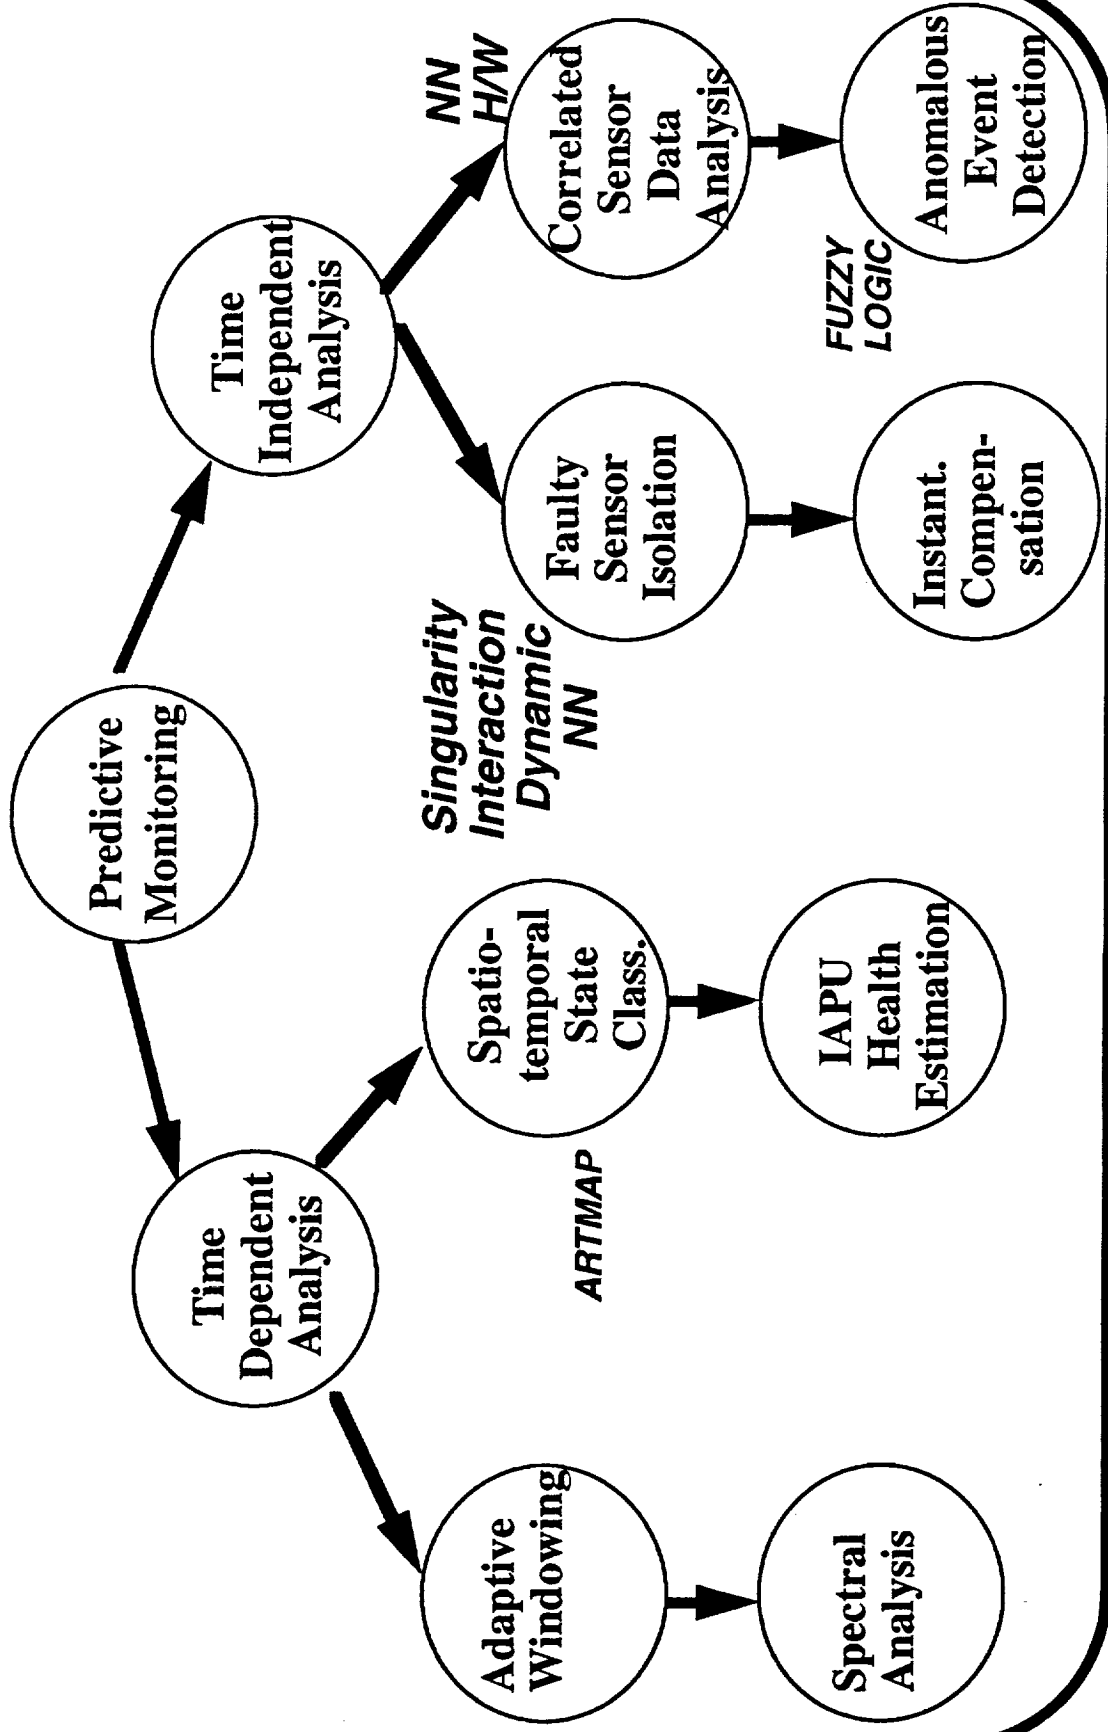 Predictive
Monitoring
Time
Dependent
Analysis
Time
Independent
Analysis
Adaptive
Windowing
Spatio-
temporal
State
Class.
ARTMAP
Singularity
Interaction
Dynamic
NN
Faulty
Sensor
Isolation
NN
H/W
Correlated
Sensor
Data
Analysis
Spectral
Analysis
IAPU
Health
Estimation
Instant.
Compen-
sation
FUZZY
LOGIC
Anomalous
Event
Detection